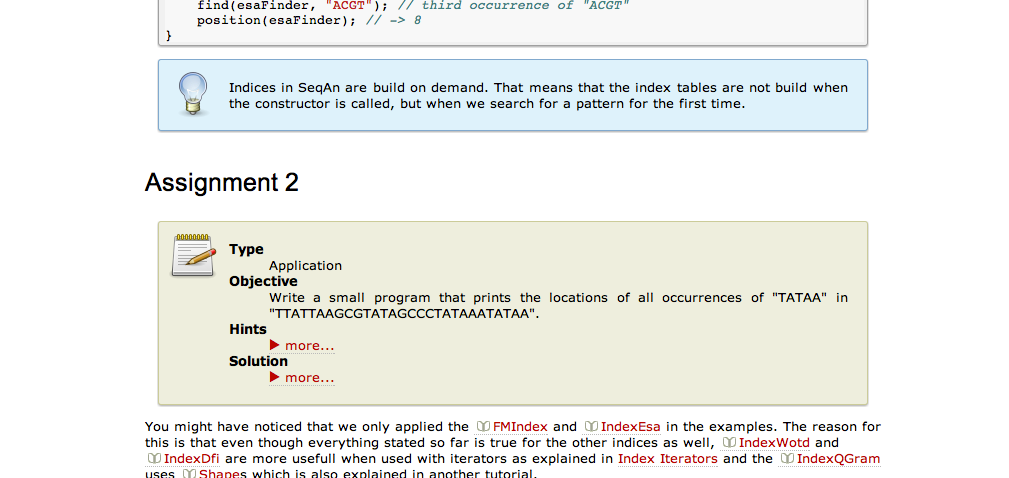 find(esaFinder, "ACGT"); // third occurrence of "ACGT"
position(esaFinder); // -> 8
}
Indices in SeqAn are build on demand. That means that the index tables are not build when
the constructor is called, but when we search for a pattern for the first time.
Assignment 2
Type
Application
Objective
Write a small program that prints the locations of all occurrences of "TATAA" in
"TTATTAAGCGTATAGCCCTATAAATATAA".
Hints
▶ more...
Solution
▶ more...
You might have noticed that we only applied the FMIndex and IndexEsa in the examples. The reason for
this is that even though everything stated so far is true for the other indices as well, IndexWotd and
IndexDfi are more usefull when used with iterators as explained in Index Iterators and the IndexQGram
uses Shapes which is also explained in another tutorial.